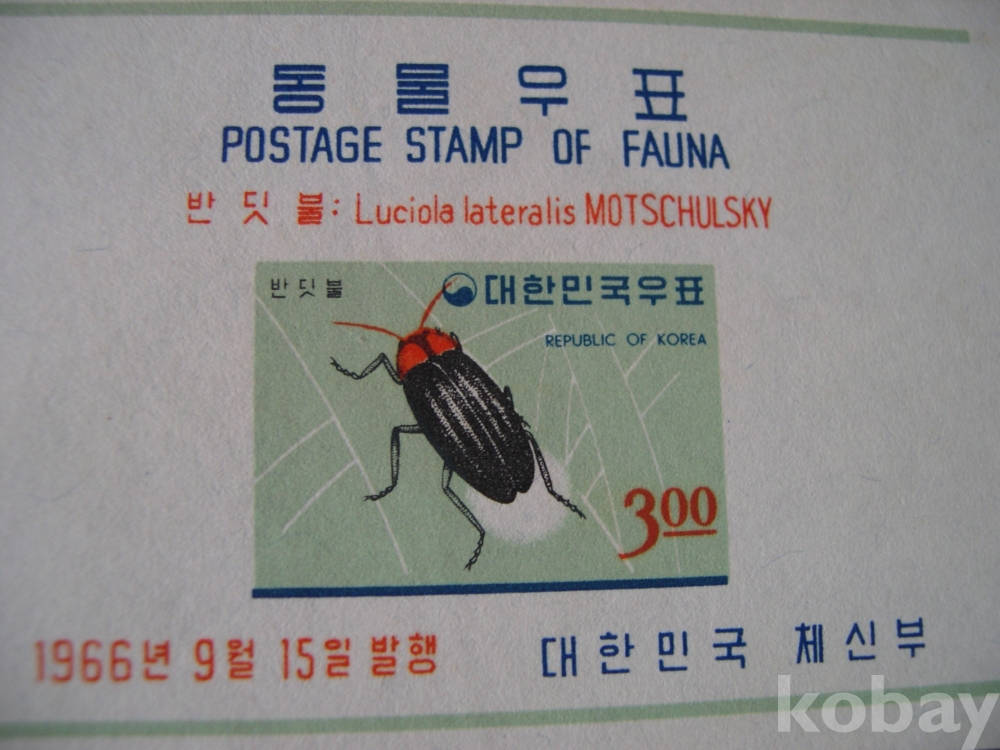 동물우표
POSTAGE STAMP OF FAUNA
반딧불: Luciola lateralis MOTSCHULSKY
반딧불 대한민국우표
REPUBLIC OF KOREA
3.00
1966년 9월 15일 발행 대한민국 체신부
kobay